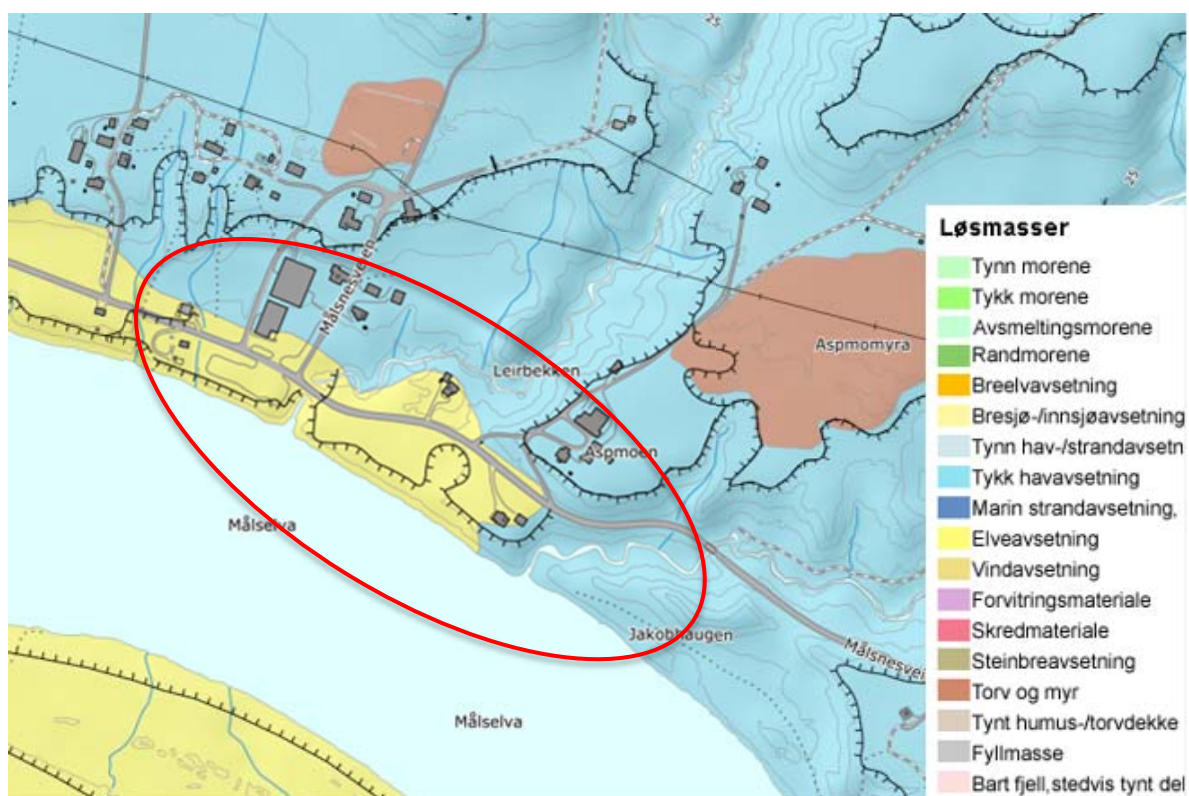 25
25
Målsnesveien
Leirbekken
Aspmomyra
Aspmoen
Målselva
Jakobhaugen
Målsnesvei
Målselva
Løsmasser
Tynn morene
Tykk morene
Avsmeltingsmorene
Randmorene
Breelvavsetning
Bresjø-/innsjøavsetning
Tynn hav-/strandavsetn
Tykk havavsetning
Marin strandavsetning,
Elveavsetning
Vindavsetning
Forvitringsmateriale
Skredmateriale
Steinbreavsetning
Torv og myr
Tynt humus-/torvdekke
Fyllmasse
Bart fjell, stedvis tynt del